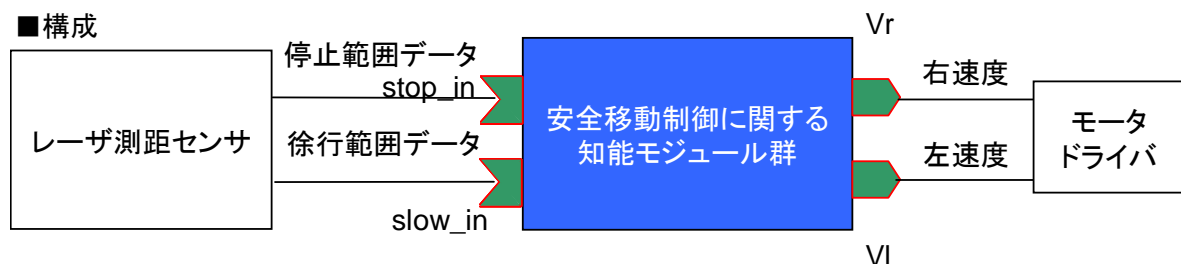 ■構成
レーザ測距センサ
停止範囲データ
stop_in
徐行範囲データ
slow_in
安全移動制御に関する
知能モジュール群
Vr
右速度
左速度
Vl
モータ
ドライバ